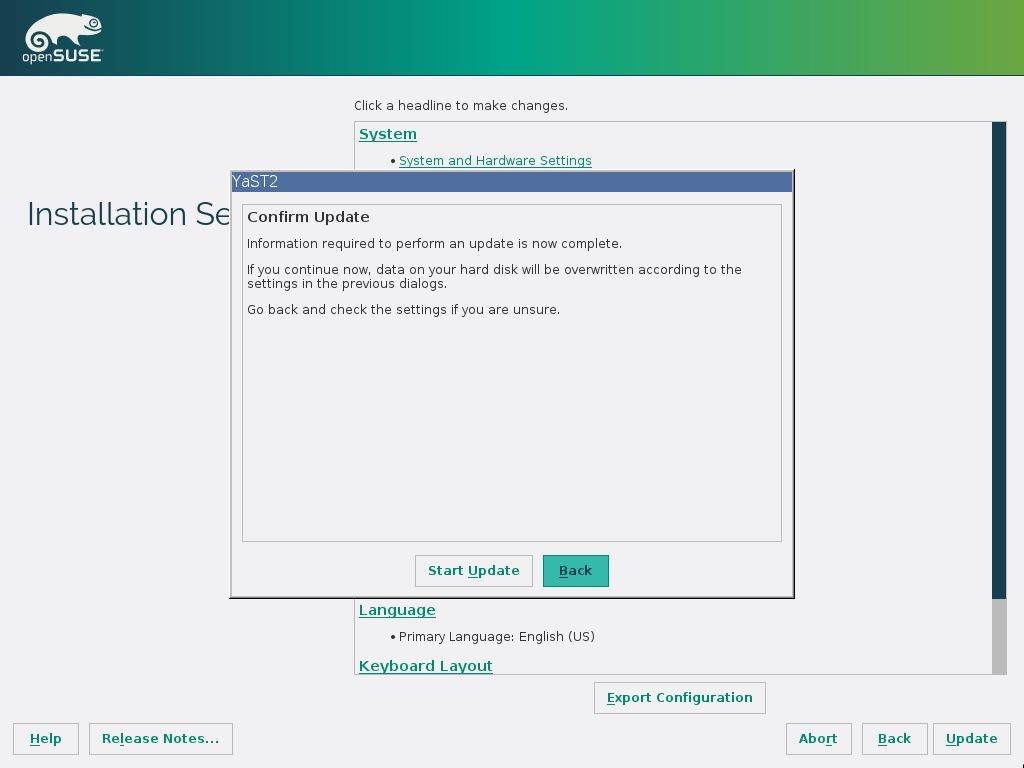 openSUSE
Click a headline to make changes.
System
• System and Hardware Settings
Installation Se
YaST2
Confirm Update
Information required to perform an update is now complete.
If you continue now, data on your hard disk will be overwritten according to the
settings in the previous dialogs.
Go back and check the settings if you are unsure.
Start Update
Back
Language
• Primary Language: English (US)
Keyboard Layout
Export Configuration
Help
Release Notes...
Abort
Back
Update